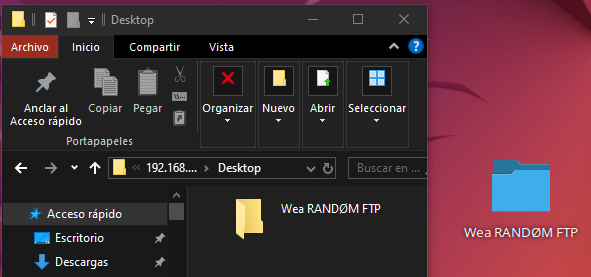 Desktop
Archivo Inicio Compartir Vista
Anclar al
Acceso rápido
Copiar
Pegar
Organizar
Nuevo
Abrir
Seleccionar
Portapapeles
192.168.... > Desktop
Buscar en ...
Acceso rápido
Escritorio
Descargas
Wea RANDØM FTP
Wea RANDØM FTP